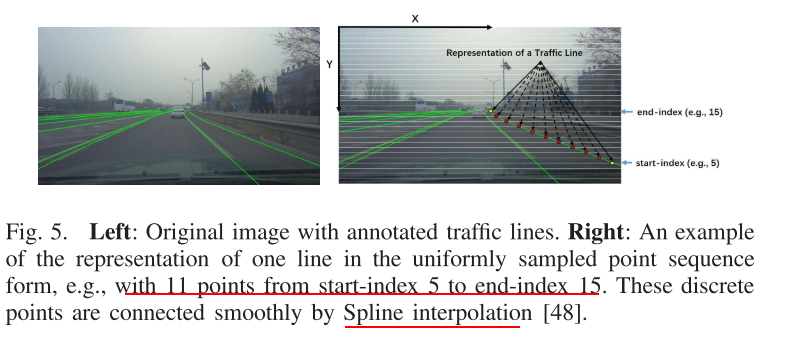 X
Y
Representation of a Traffic Line
end-index (e.g., 15)
start-index (e.g., 5)
Fig. 5. Left: Original image with annotated traffic lines. Right: An example
of the representation of one line in the uniformly sampled point sequence
form, e.g., with 11 points from start-index 5 to end-index 15. These discrete
points are connected smoothly by Spline interpolation [48].